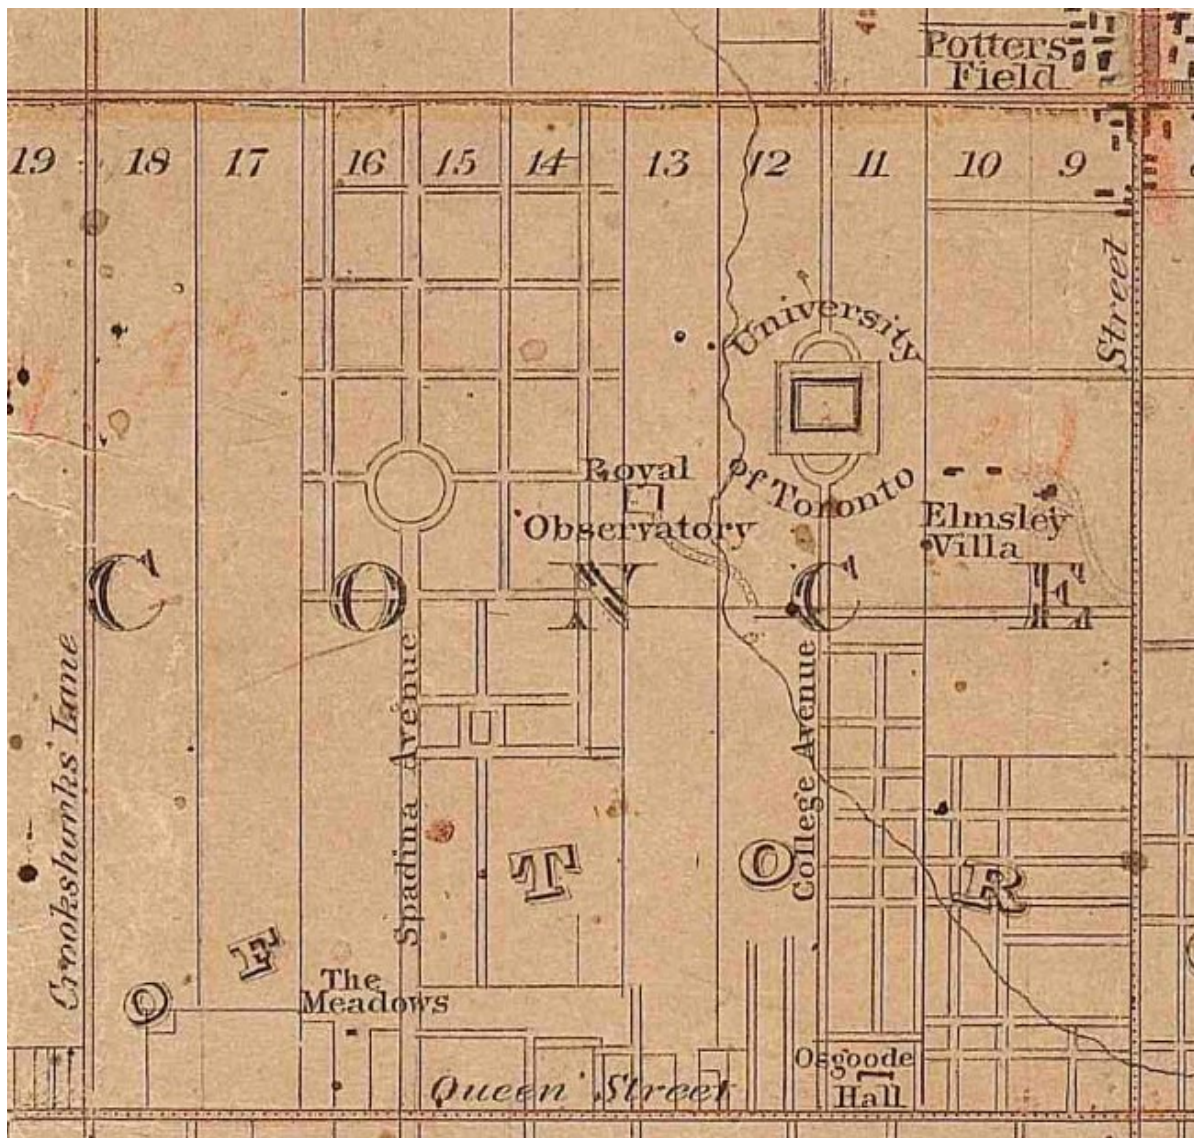 Potters
Field
19 18 17 16 15 14 13 12 11 10 9
Street
University
of Toronto
Royal
Observatory
Elmsley
Villa
C O N C E
Crookshunks Lane
Spadina Avenue
College Avenue
T O R
O F
The
Meadows
Osgoode
Hall
Queen Street